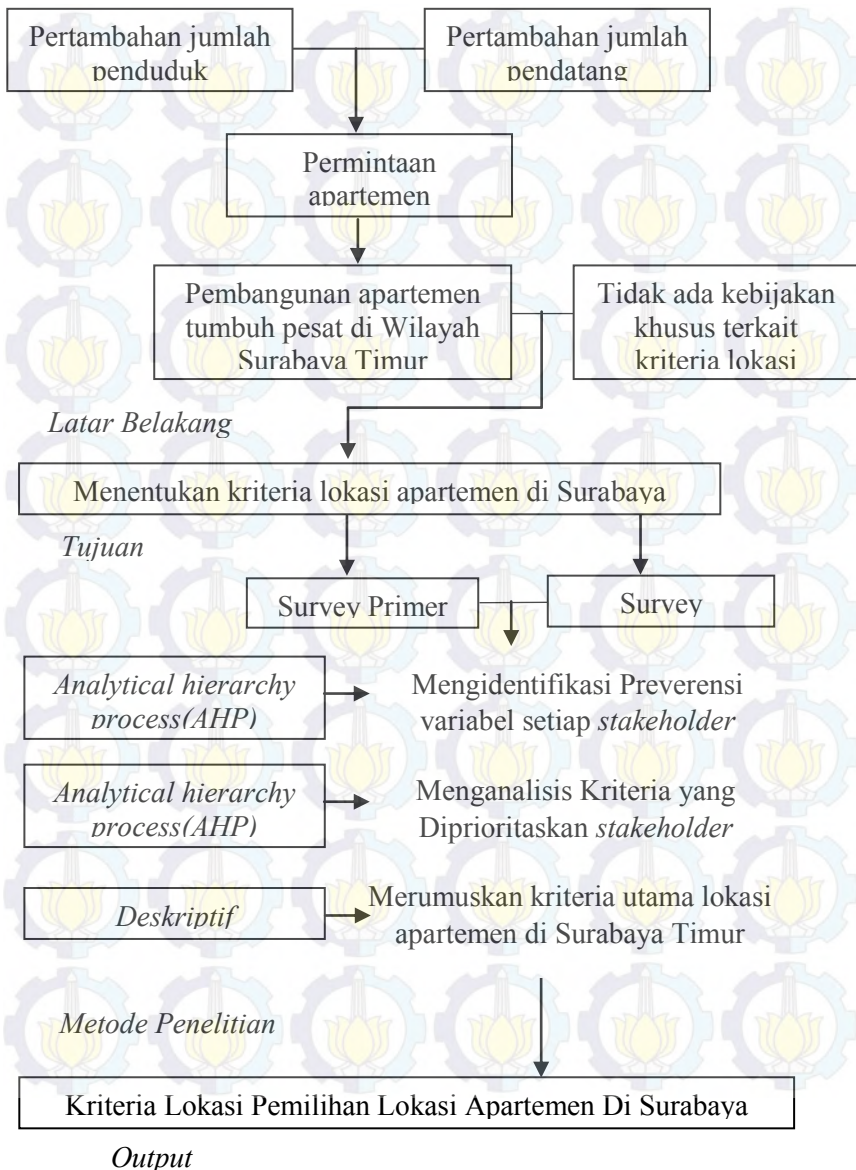 Pertambahan jumlah
penduduk
Pertambahan jumlah
pendatang
Permintaan
apartemen
Pembangunan apartemen
tumbuh pesat di Wilayah
Surabaya Timur
Tidak ada kebijakan
khusus terkait
kriteria lokasi
Latar Belakang
Menentukan kriteria lokasi apartemen di Surabaya
Tujuan
Survey Primer
Survey
Analytical hierarchy
process(AHP)
Mengidentifikasi Preverensi
variabel setiap stakeholder
Analytical hierarchy
process(AHP)
Menganalisis Kriteria yang
Diprioritaskan stakeholder
Deskriptif
Merumuskan kriteria utama lokasi
apartemen di Surabaya Timur
Metode Penelitian
Kriteria Lokasi Pemilihan Lokasi Apartemen Di Surabaya
Output